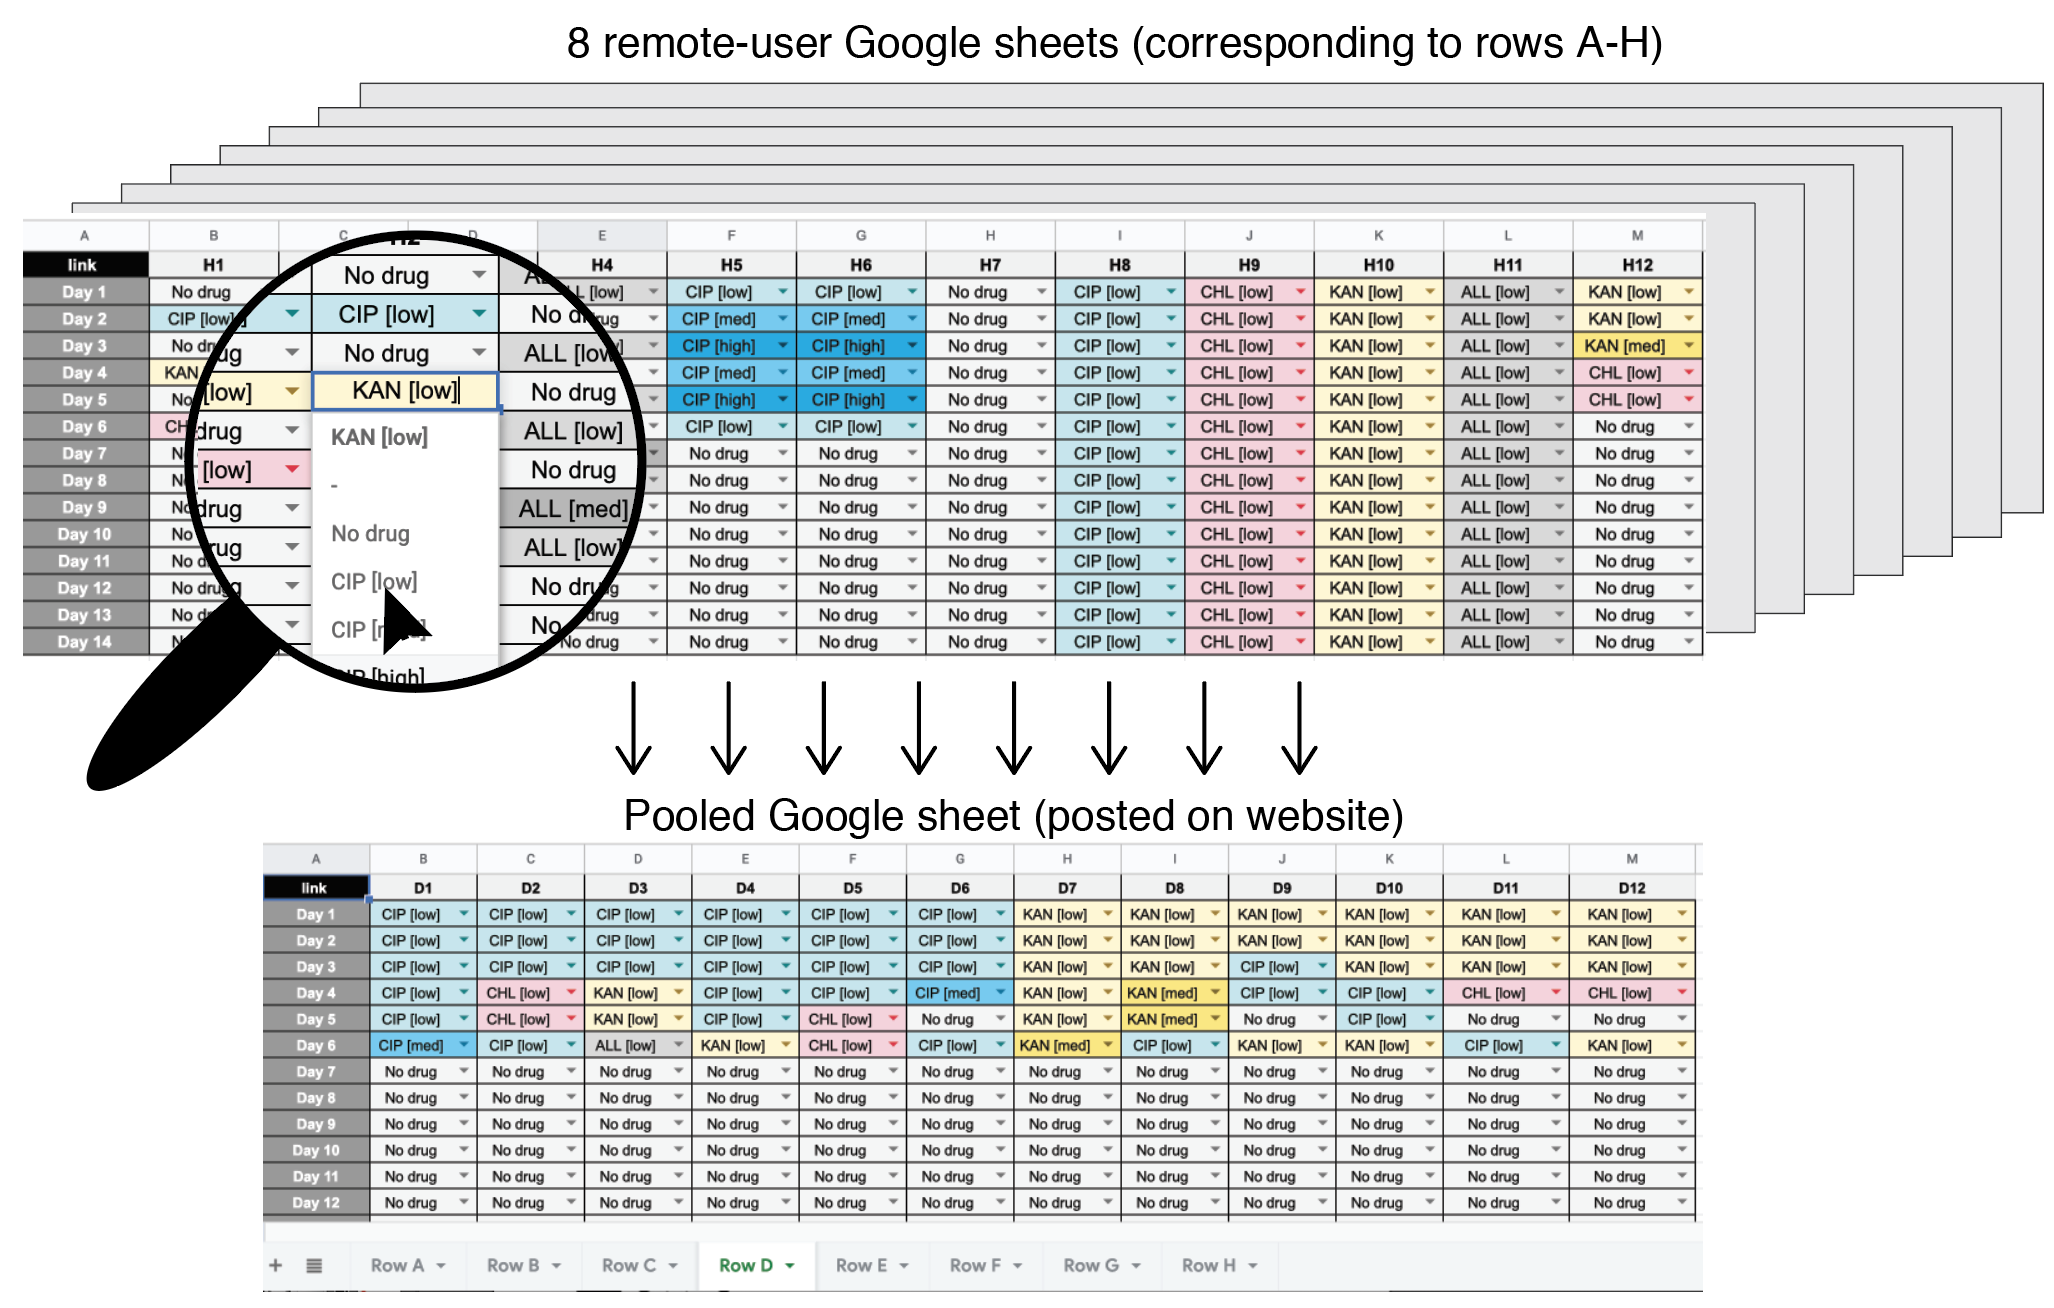 8 remote-user Google sheets (corresponding to rows A-H)
A B C D E F G H I J K L M
link H1 H2 H4 H5 H6 H7 H8 H9 H10 H11 H12
Day 1 No drug [low] CIP [low] CIP [low] No drug CIP [low] CHL [low] KAN [low] ALL [low] KAN [low]
Day 2 CIP [low] CIP [med] CIP [med] No drug CIP [low] CHL [low] KAN [low] ALL [low] KAN [low]
Day 3 No CIP [high] CIP [high] No drug CIP [low] CHL [low] KAN [low] ALL [low] KAN [med]
Day 4 KAN CIP [med] CIP [med] No drug CIP [low] CHL [low] KAN [low] ALL [low] CHL [low]
Day 5 No CIP [high] CIP [high] No drug CIP [low] CHL [low] KAN [low] ALL [low] CHL [low]
Day 6 CIP [low] CIP [low] No drug CIP [low] CHL [low] KAN [low] ALL [low] No drug
Day 7 No drug No drug No drug CIP [low] CHL [low] KAN [low] ALL [low] No drug
Day 8 No drug No drug No drug CIP [low] CHL [low] KAN [low] ALL [low] No drug
Day 9 No drug No drug No drug CIP [low] CHL [low] KAN [low] ALL [low] No drug
Day 10 No No drug No drug No drug CIP [low] CHL [low] KAN [low] ALL [low] No drug
Day 11 No No drug No drug No drug CIP [low] CHL [low] KAN [low] ALL [low] No drug
Day 12 No drug No drug No drug No drug CIP [low] CHL [low] KAN [low] ALL [low] No drug
Day 13 No drug No drug No drug No drug CIP [low] CHL [low] KAN [low] ALL [low] No drug
Day 14 No drug No drug No drug No drug CIP [low] CHL [low] KAN [low] ALL [low] No drug
No drug
CIP [low] No
No drug ALL [low]
[low] KAN [low] No drug
drug KAN [low] ALL [low]
[low] - No drug
drug No drug ALL [med]
ALL [low]
CIP [low] No drug
CIP No
[high]
Pooled Google sheet (posted on website)
A B C D E F G H I J K L M
link D1 D2 D3 D4 D5 D6 D7 D8 D9 D10 D11 D12
Day 1 CIP [low] CIP [low] CIP [low] CIP [low] CIP [low] CIP [low] KAN [low] KAN [low] KAN [low] KAN [low] KAN [low] KAN [low]
Day 2 CIP [low] CIP [low] CIP [low] CIP [low] CIP [low] CIP [low] KAN [low] KAN [low] KAN [low] KAN [low] KAN [low] KAN [low]
Day 3 CIP [low] CIP [low] CIP [low] CIP [low] CIP [low] CIP [low] KAN [low] KAN [low] CIP [low] KAN [low] KAN [low] KAN [low]
Day 4 CIP [low] CHL [low] KAN [low] CIP [low] CIP [low] CIP [med] KAN [low] KAN [med] CIP [low] CIP [low] CHL [low] CHL [low]
Day 5 CIP [low] CHL [low] KAN [low] CIP [low] CHL [low] No drug KAN [low] KAN [med] No drug CIP [low] No drug No drug
Day 6 CIP [med] CIP [low] ALL [low] KAN [low] CHL [low] CIP [low] KAN [med] CIP [low] KAN [low] KAN [low] CIP [low] KAN [low]
Day 7 No drug No drug No drug No drug No drug No drug No drug No drug No drug No drug No drug No drug
Day 8 No drug No drug No drug No drug No drug No drug No drug No drug No drug No drug No drug No drug
Day 9 No drug No drug No drug No drug No drug No drug No drug No drug No drug No drug No drug No drug
Day 10 No drug No drug No drug No drug No drug No drug No drug No drug No drug No drug No drug No drug
Day 11 No drug No drug No drug No drug No drug No drug No drug No drug No drug No drug No drug No drug
Day 12 No drug No drug No drug No drug No drug No drug No drug No drug No drug No drug No drug No drug
+ Row A Row B Row C Row D Row E Row F Row G Row H